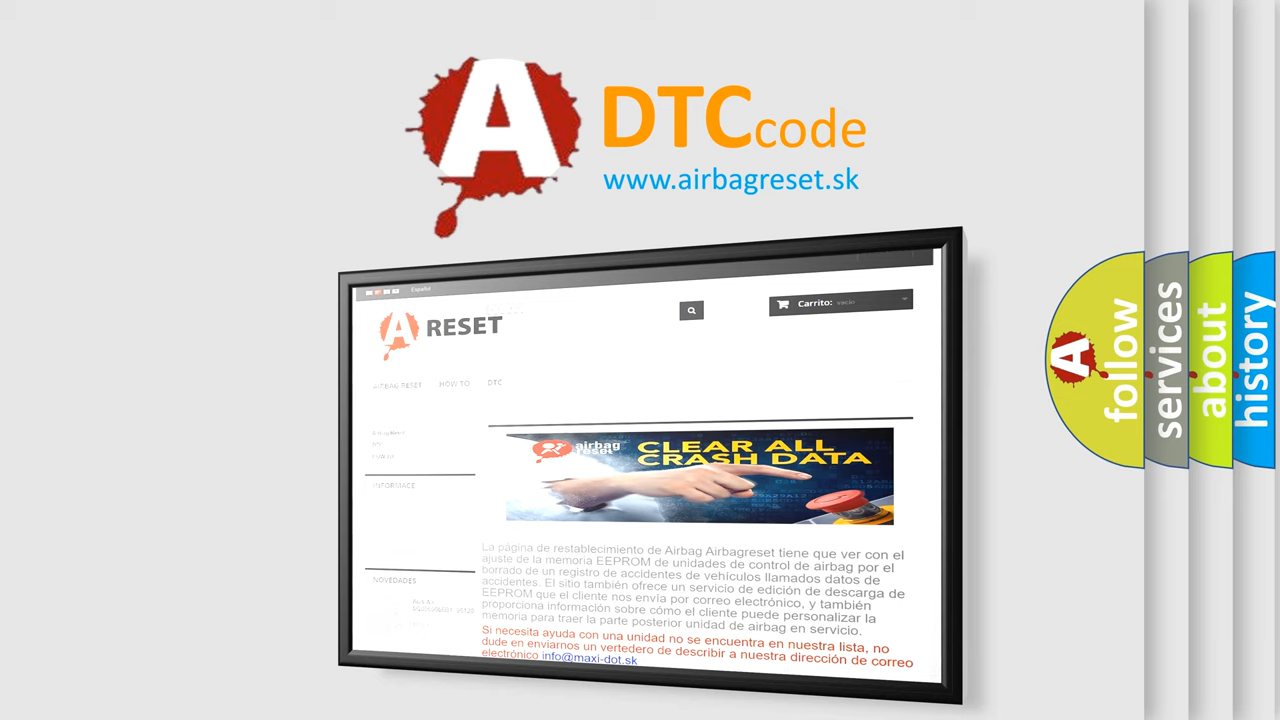 A DTC code
www.airbagreset.sk
Español
Carrito: vacío
A RESET
AIRBAG RESET HOW TO DTC
airbag reset CLEAR ALL
CRASH DATA
INFORMACE
La página de restablecimiento de Airbag Airbagreset tiene que ver con el
ajuste de la memoria EEPROM de unidades de control de airbag por el
borrado de un registro de accidentes de vehículos llamados datos de
accidentes. El sitio también ofrece un servicio de edición de descarga de
EEPROM que el cliente nos envía por correo electrónico, y también
proporciona información sobre cómo el cliente puede personalizar la
memoria para traer la parte posterior unidad de airbag en servicio.
Si necesita ayuda con una unidad no se encuentra en nuestra lista, no
dude en enviarnos un vertedero de describir a nuestra dirección de correo
electrónico info@maxi-dot.sk
NOVEDADES
A follow
services
about
history